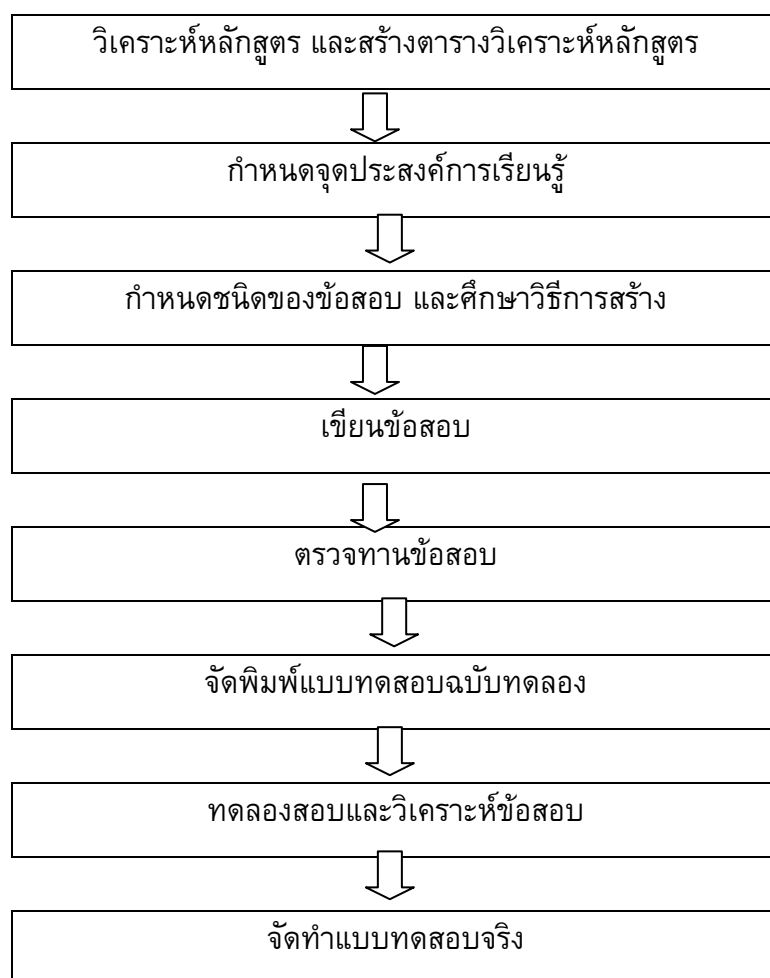 วิเคราะห์หลักสูตร และสร้างตารางวิเคราะห์หลักสูตร
กำหนดจุดประสงค์การเรียนรู้
กำหนดชนิดของข้อสอบ และศึกษาวิธีการสร้าง
เขียนข้อสอบ
ตรวจทานข้อสอบ
จัดพิมพ์แบบทดสอบฉบับทดลอง
ทดลองสอบและวิเคราะห์ข้อสอบ
จัดทำแบบทดสอบจริง